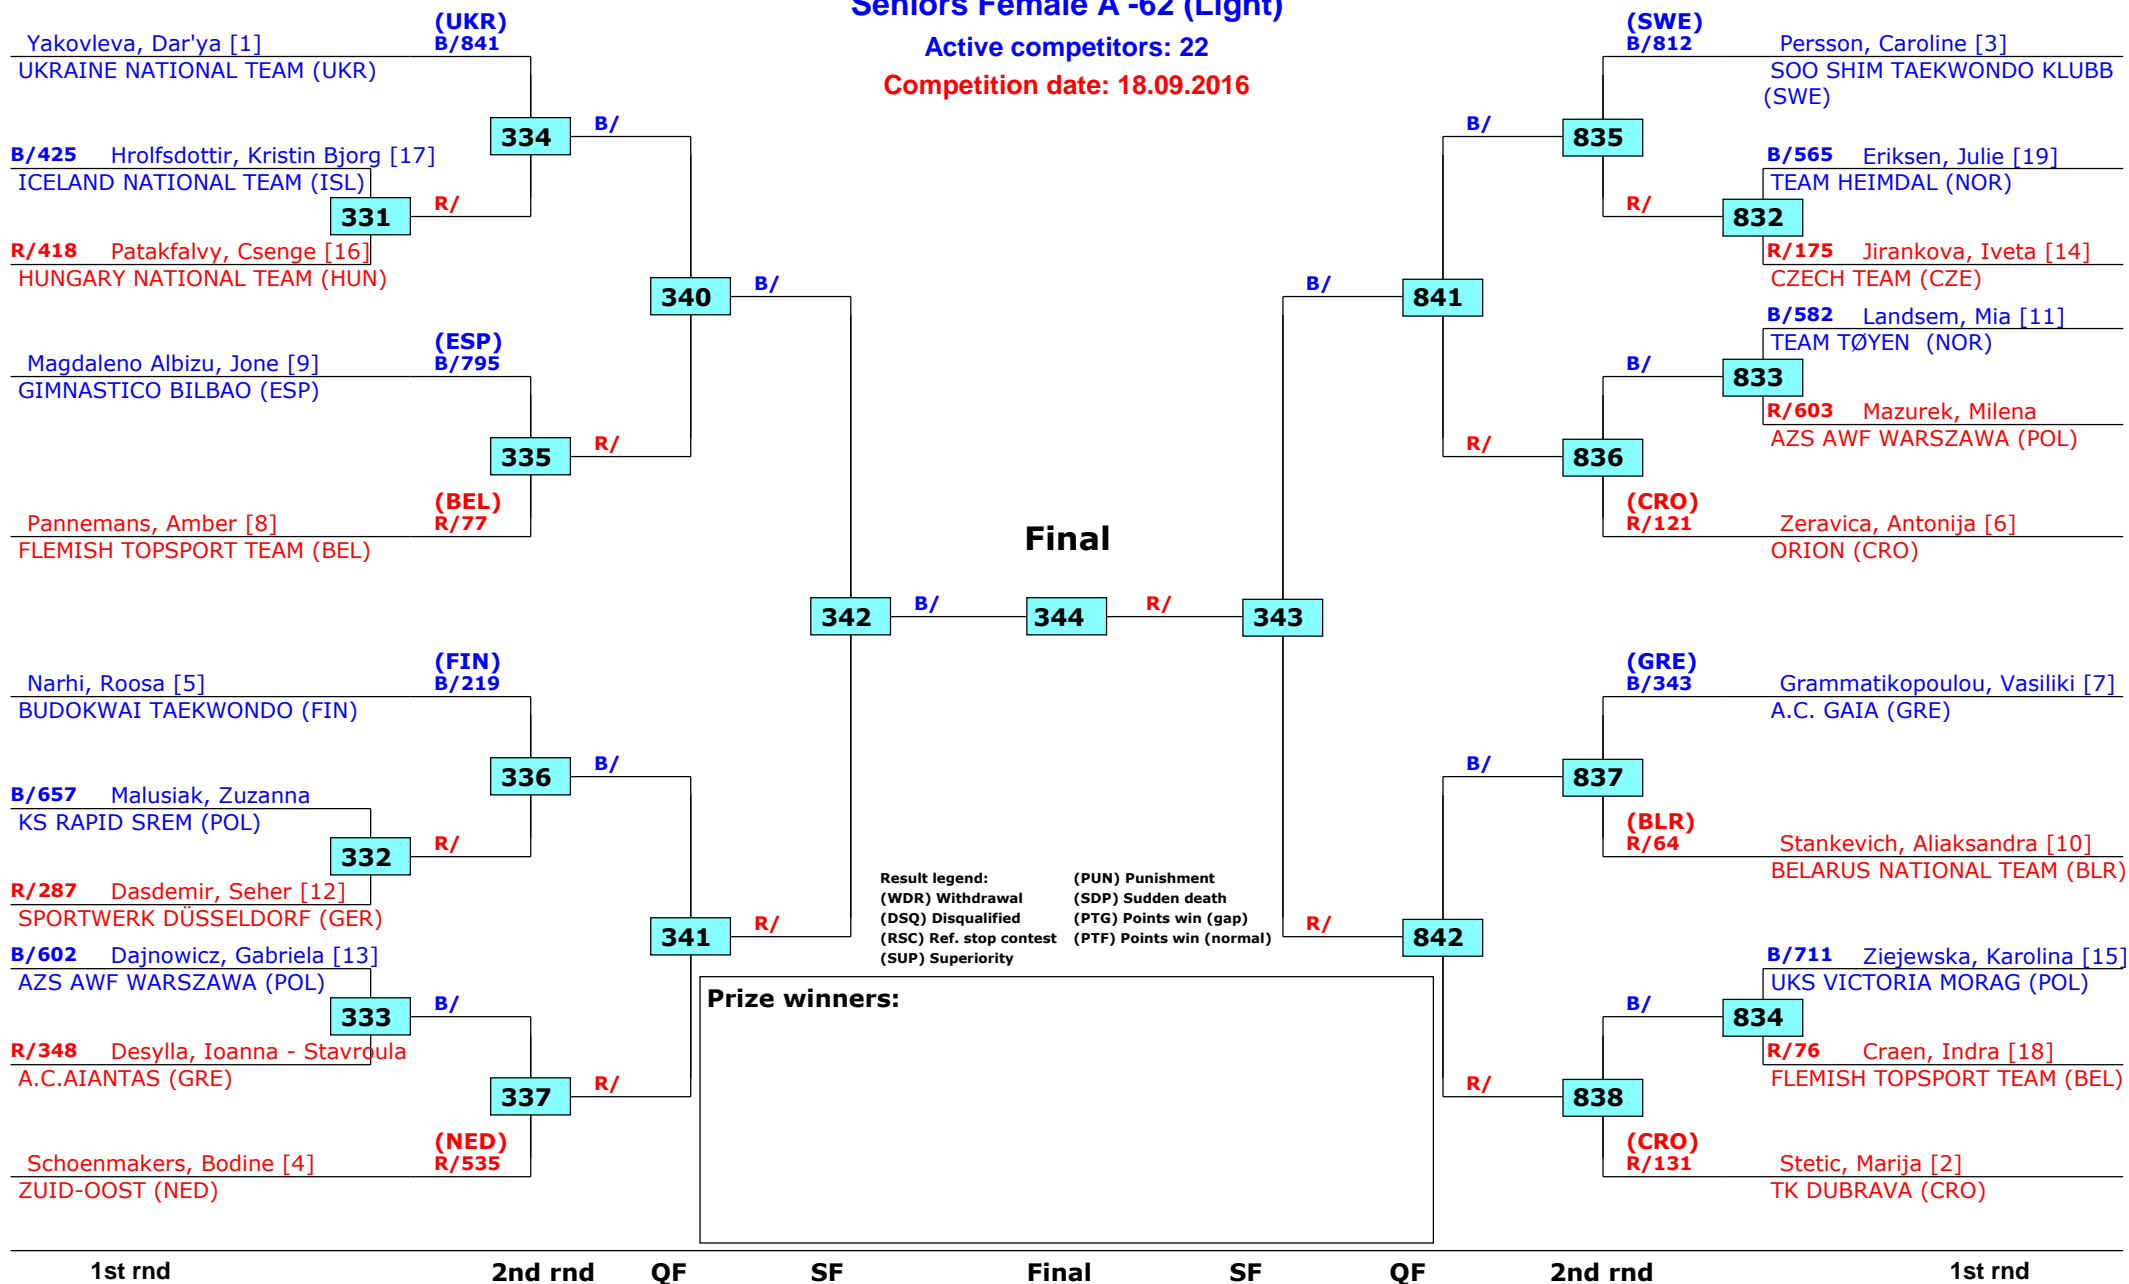 Seniors Female A -62 (Light)
Active competitors: 22
Competition date: 18.09.2016
(UKR)
Yakovleva, Dar'ya [1] B/841
UKRAINE NATIONAL TEAM (UKR)
334
B/
B/425 Hrolfsdottir, Kristin Bjorg [17]
ICELAND NATIONAL TEAM (ISL)
331
R/
R/418 Patakfalvy, Csenge [16]
HUNGARY NATIONAL TEAM (HUN)
340
B/
(ESP)
Magdaleno Albizu, Jone [9] B/795
GIMNASTICO BILBAO (ESP)
335
R/
(BEL)
Pannemans, Amber [8] R/77
FLEMISH TOPSPORT TEAM (BEL)
342
B/
(FIN)
Narhi, Roosa [5] B/219
BUDOKWAI TAEKWONDO (FIN)
336
B/
B/657 Malusiak, Zuzanna
KS RAPID SREM (POL)
332
R/
R/287 Dasdemir, Seher [12]
SPORTWERK DÜSSELDORF (GER)
341
R/
B/602 Dajnowicz, Gabriela [13]
AZS AWF WARSZAWA (POL)
333
B/
R/348 Desylla, Ioanna - Stavroula
A.C.AIANTAS (GRE)
337
R/
(NED)
Schoenmakers, Bodine [4] R/535
ZUID-OOST (NED)
Final
344
R/
343
(SWE)
B/812 Persson, Caroline [3]
SOO SHIM TAEKWONDO KLUBB
(SWE)
B/
835
B/565 Eriksen, Julie [19]
TEAM HEIMDAL (NOR)
R/
832
R/175 Jirankova, Iveta [14]
CZECH TEAM (CZE)
B/
841
B/582 Landsem, Mia [11]
TEAM TØYEN (NOR)
B/
833
R/603 Mazurek, Milena
AZS AWF WARSZAWA (POL)
R/
836
(CRO)
R/121 Zeravica, Antonija [6]
ORION (CRO)
(GRE)
B/343 Grammatikopoulou, Vasiliki [7]
A.C. GAIA (GRE)
B/
837
(BLR)
R/64 Stankevich, Aliaksandra [10]
BELARUS NATIONAL TEAM (BLR)
R/
842
B/711 Ziejewska, Karolina [15]
UKS VICTORIA MORAG (POL)
B/
834
R/76 Craen, Indra [18]
FLEMISH TOPSPORT TEAM (BEL)
R/
838
(CRO)
R/131 Stetic, Marija [2]
TK DUBRAVA (CRO)
Result legend: (PUN) Punishment
(WDR) Withdrawal (SDP) Sudden death
(DSQ) Disqualified (PTG) Points win (gap)
(RSC) Ref. stop contest (PTF) Points win (normal)
(SUP) Superiority
Prize winners:
1st rnd 2nd rnd QF SF Final SF QF 2nd rnd 1st rnd